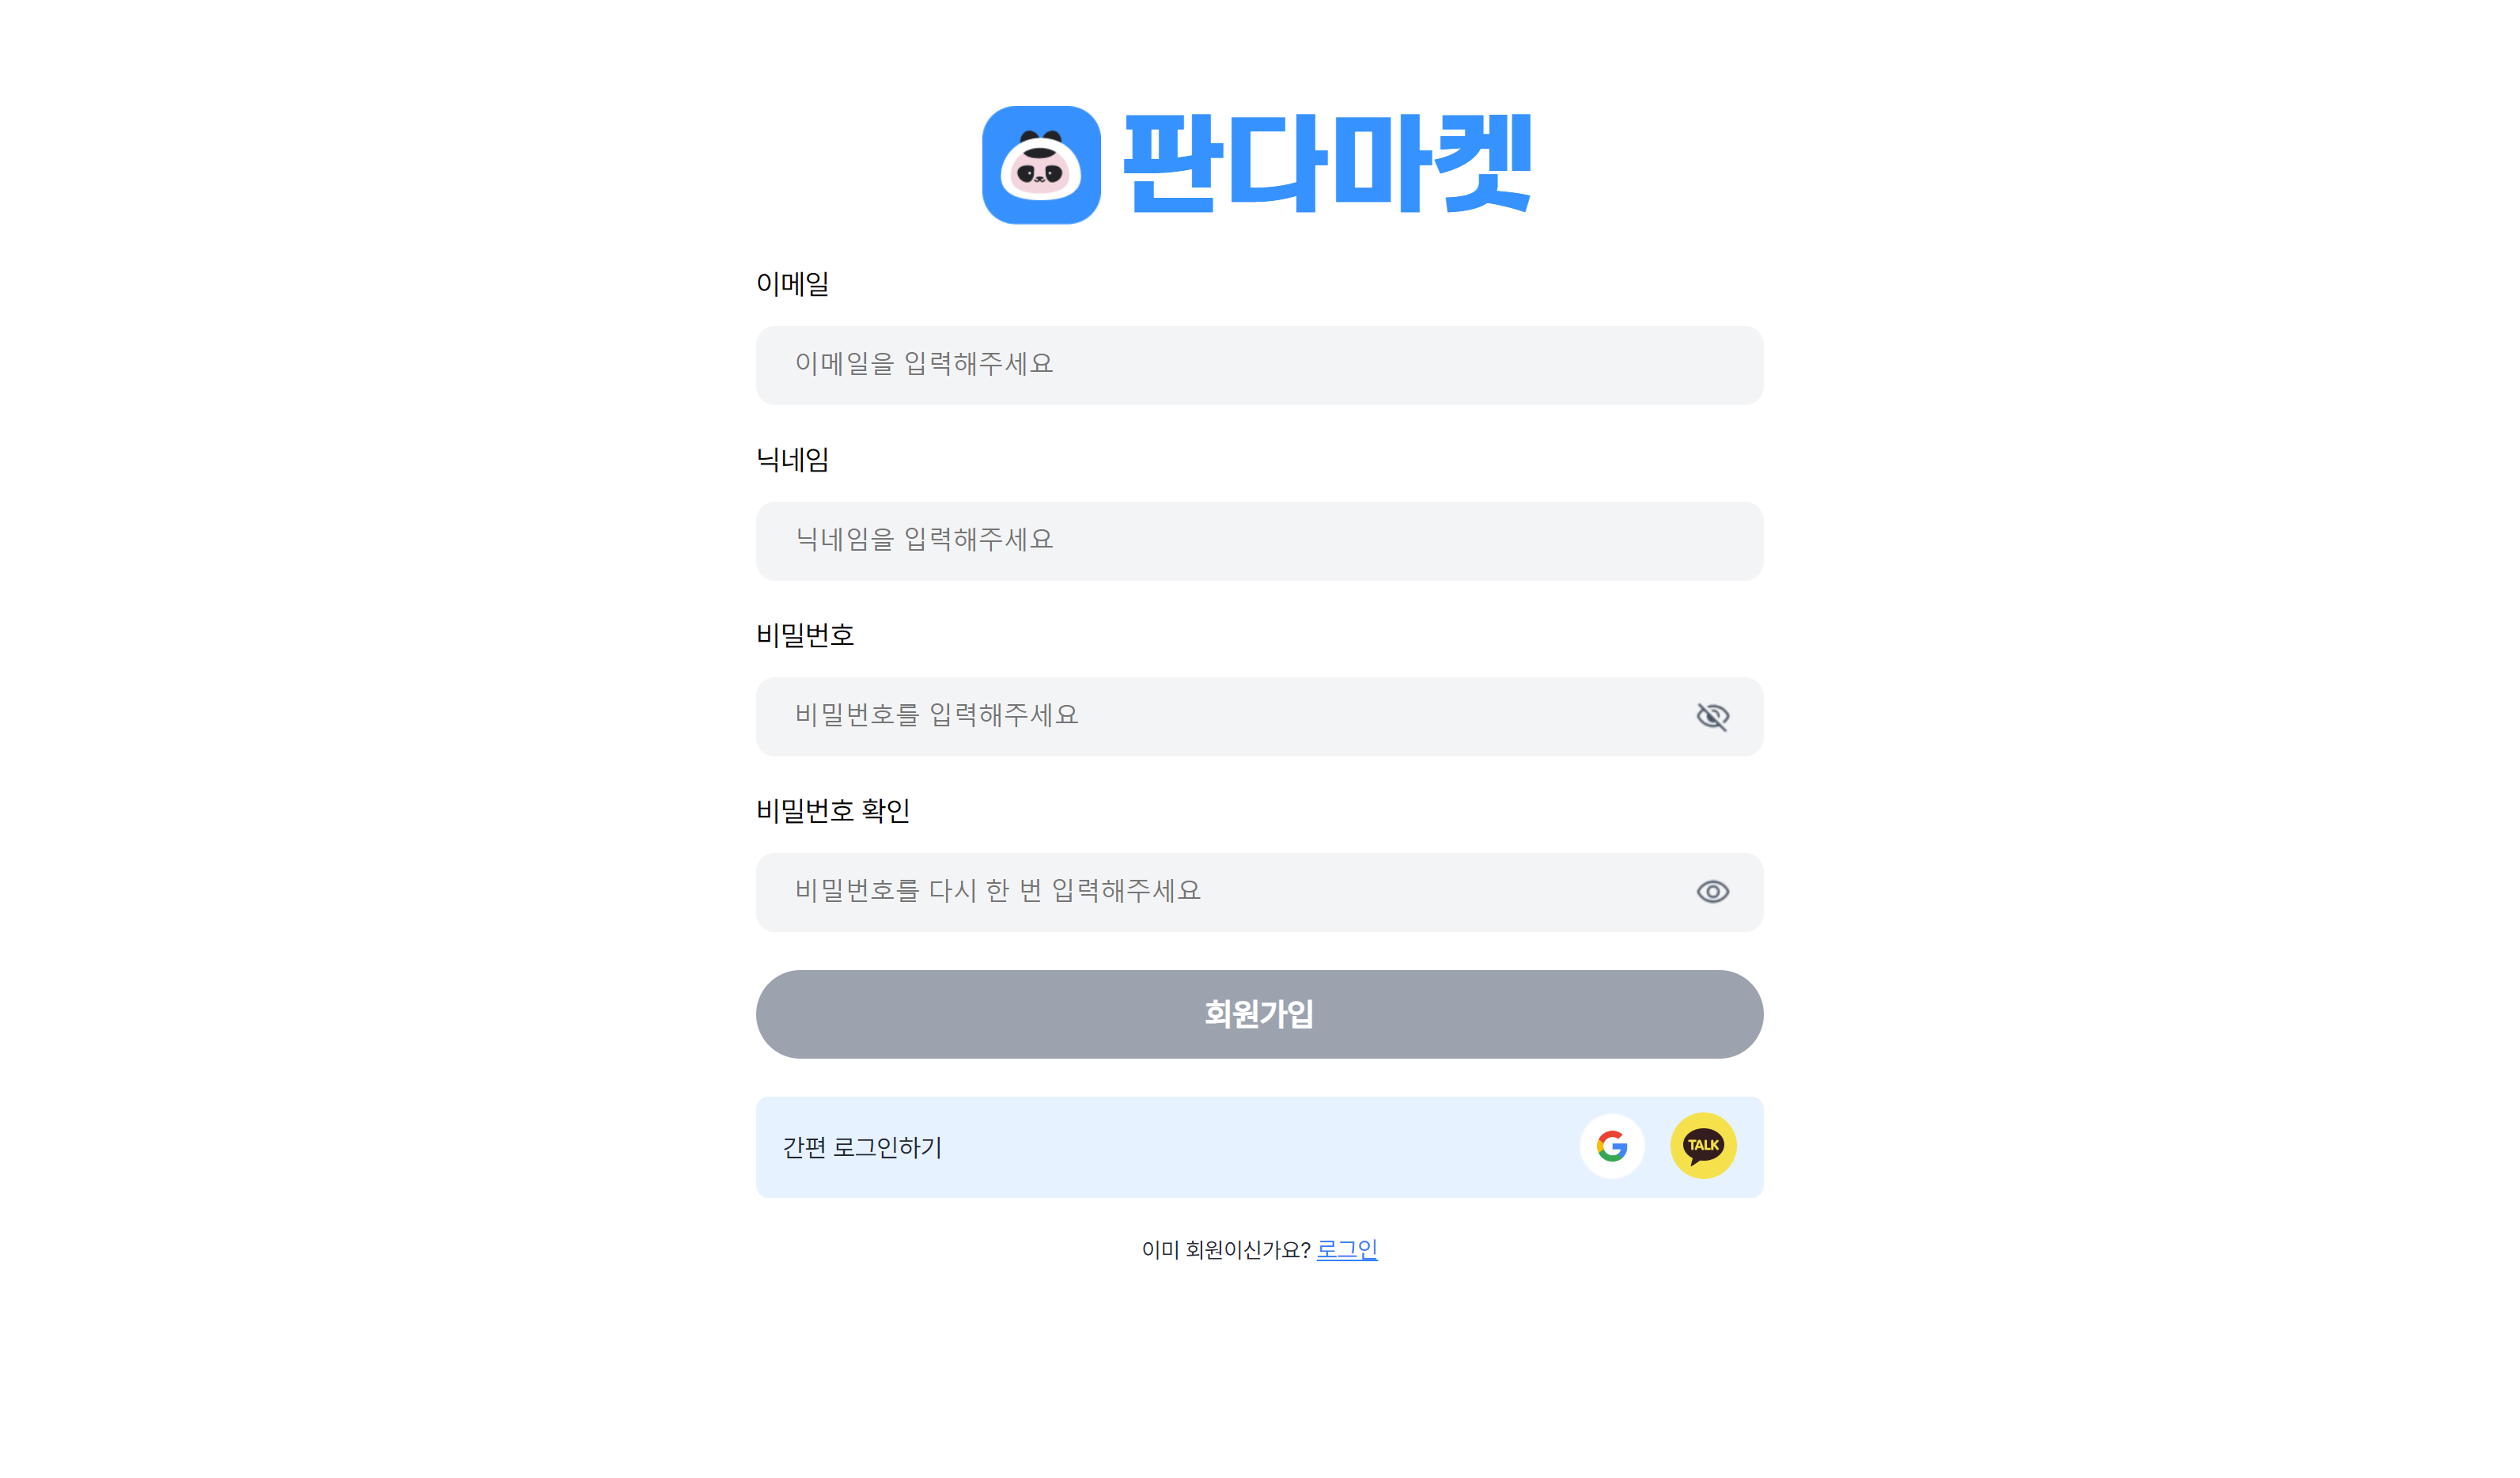 판다마켓
이메일
이메일을 입력해주세요
닉네임
닉네임을 입력해주세요
비밀번호
비밀번호를 입력해주세요
비밀번호 확인
비밀번호를 다시 한 번 입력해주세요
회원가입
간편 로그인하기
TALK
이미 회원이신가요? 로그인